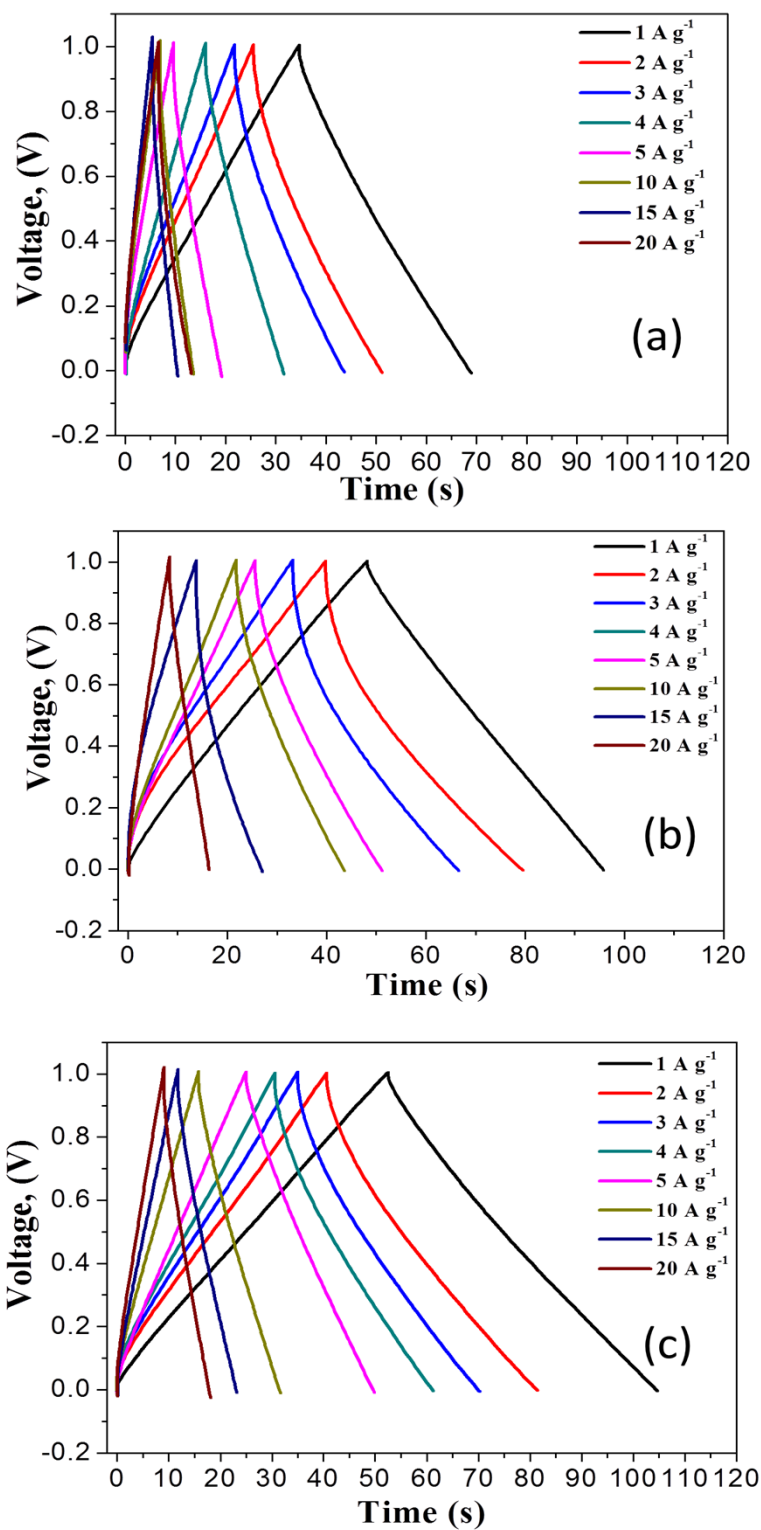 1 A g⁻¹
2 A g⁻¹
3 A g⁻¹
4 A g⁻¹
5 A g⁻¹
10 A g⁻¹
15 A g⁻¹
20 A g⁻¹
1.0
0.8
0.6
0.4
0.2
0.0
-0.2
Voltage, (V)
(a)
0 10 20 30 40 50 60 70 80 90 100 110 120
Time (s)
1 A g⁻¹
2 A g⁻¹
3 A g⁻¹
4 A g⁻¹
5 A g⁻¹
10 A g⁻¹
15 A g⁻¹
20 A g⁻¹
1.0
0.8
0.6
0.4
0.2
0.0
-0.2
Voltage, (V)
(b)
0 20 40 60 80 100 120
Time (s)
1 A g⁻¹
2 A g⁻¹
3 A g⁻¹
4 A g⁻¹
5 A g⁻¹
10 A g⁻¹
15 A g⁻¹
20 A g⁻¹
1.0
0.8
0.6
0.4
0.2
0.0
-0.2
Voltage, (V)
(c)
0 10 20 30 40 50 60 70 80 90 100 110 120
Time (s)